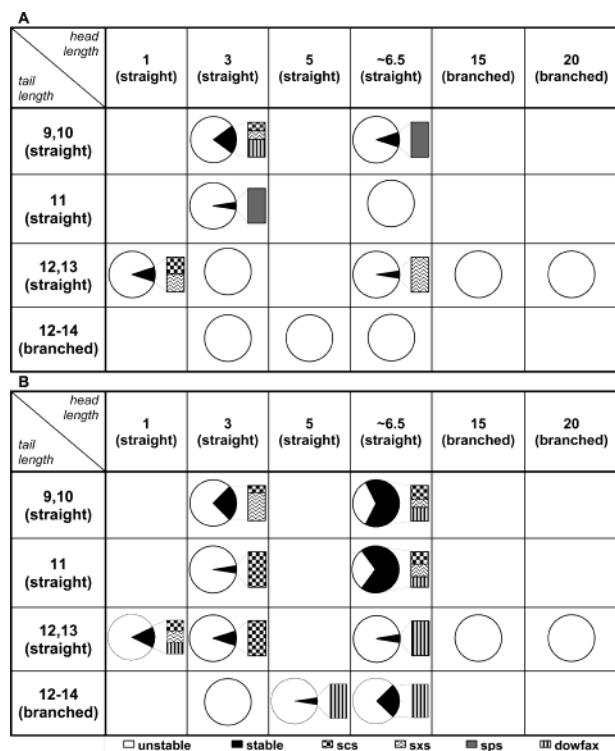 A
head length
tail length
1 (straight)
3 (straight)
5 (straight)
~6.5 (straight)
15 (branched)
20 (branched)
9,10 (straight)
11 (straight)
12,13 (straight)
12-14 (branched)
B
head length
tail length
1 (straight)
3 (straight)
5 (straight)
~6.5 (straight)
15 (branched)
20 (branched)
9,10 (straight)
11 (straight)
12,13 (straight)
12-14 (branched)
unstable stable scs sxs sps dowfax